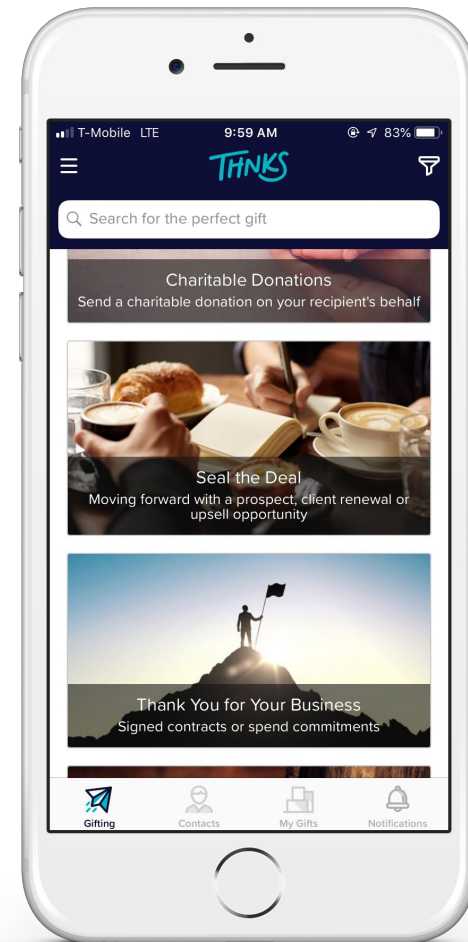 T-Mobile LTE 9:59 AM 83%
THNKS
Search for the perfect gift
Charitable Donations
Send a charitable donation on your recipient's behalf
Seal the Deal
Moving forward with a prospect, client renewal or
upsell opportunity
Thank You for Your Business
Signed contracts or spend commitments
Gifting Contacts My Gifts Notifications